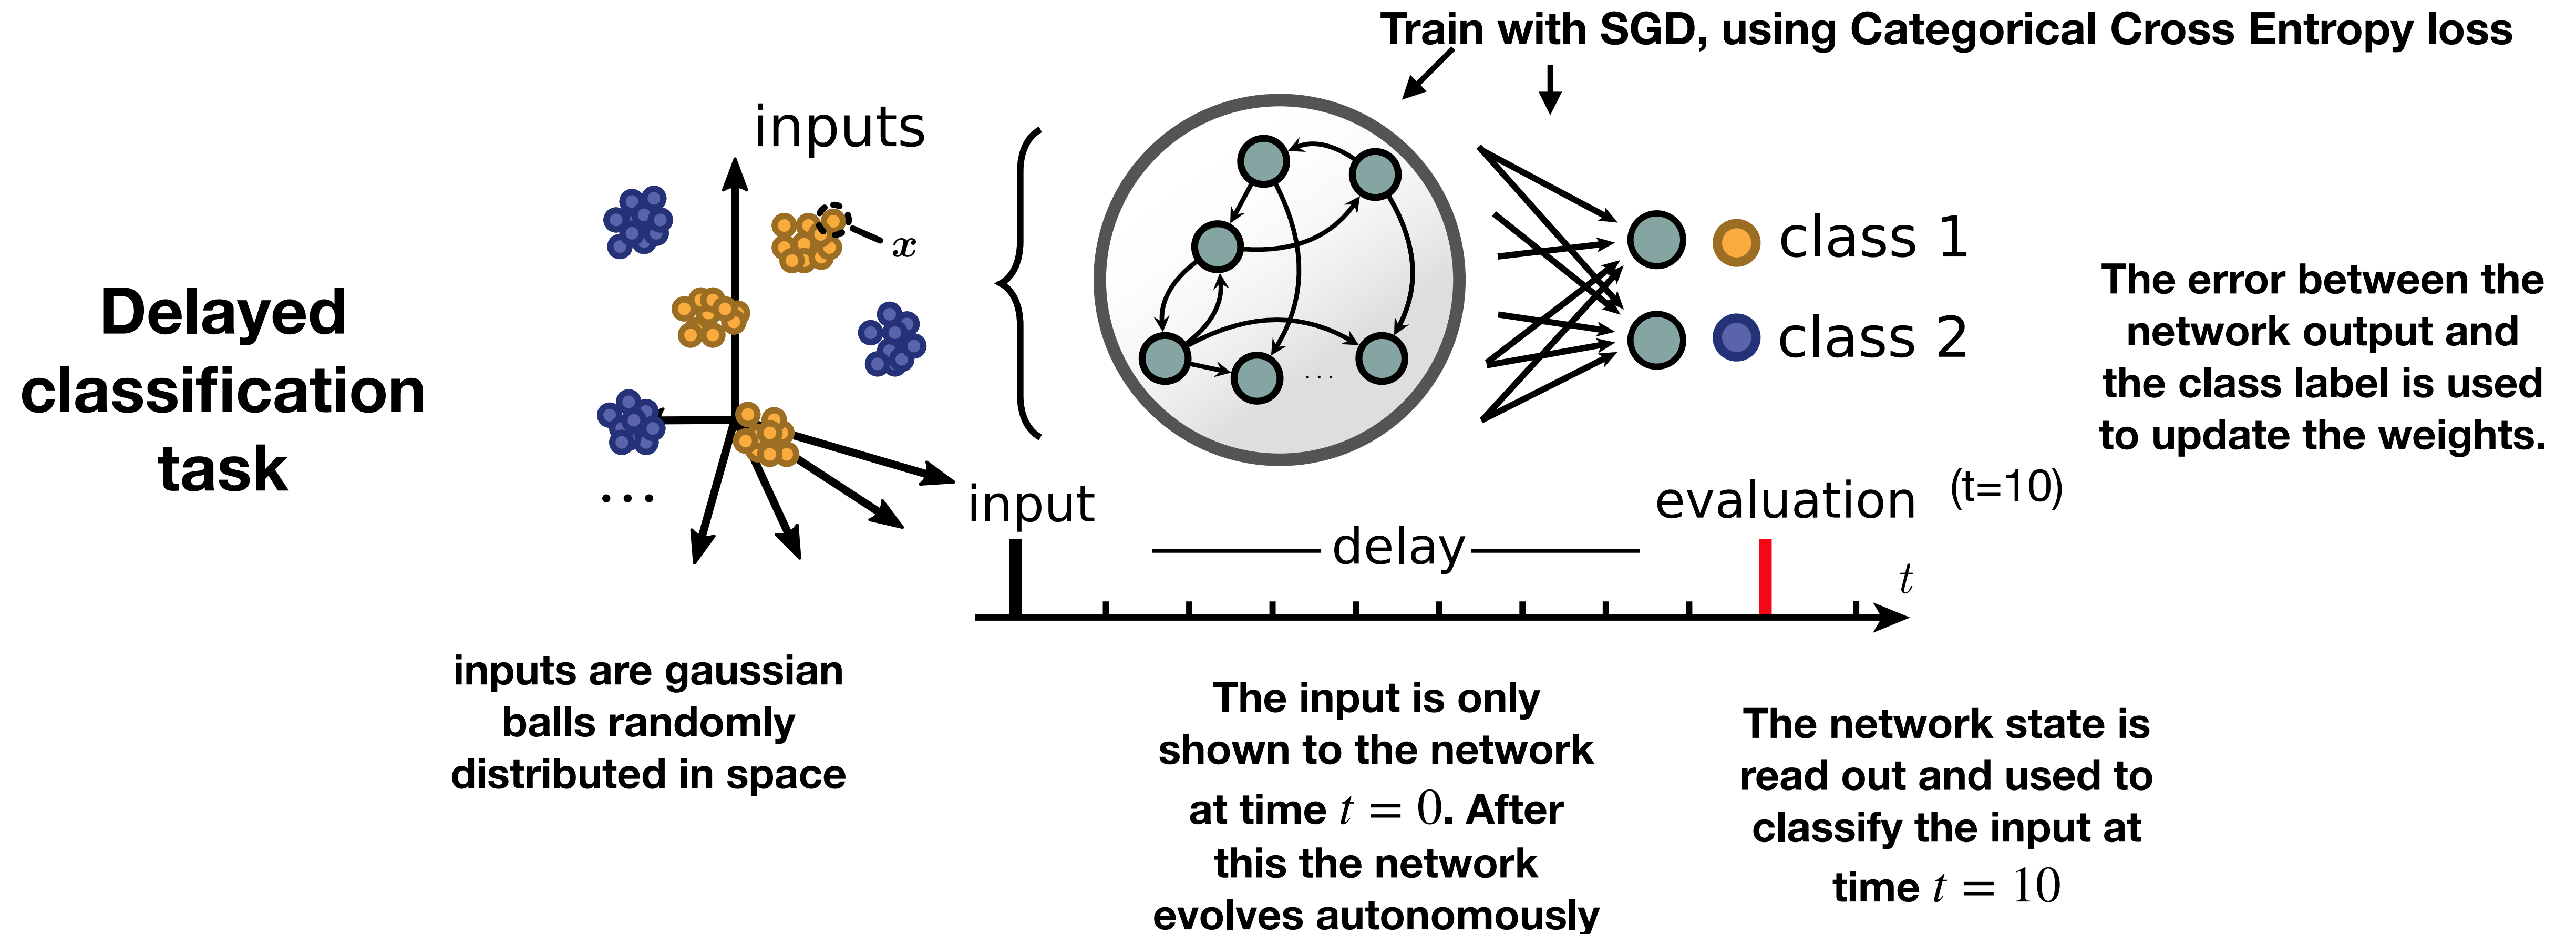 Train with SGD, using Categorical Cross Entropy loss
Delayed
classification
task
inputs
x
...
...
class 1
class 2
The error between the
network output and
the class label is used
to update the weights.
input
delay
evaluation (t=10)
t
inputs are gaussian
balls randomly
distributed in space
The input is only
shown to the network
at time t = 0. After
this the network
evolves autonomously
The network state is
read out and used to
classify the input at
time t = 10